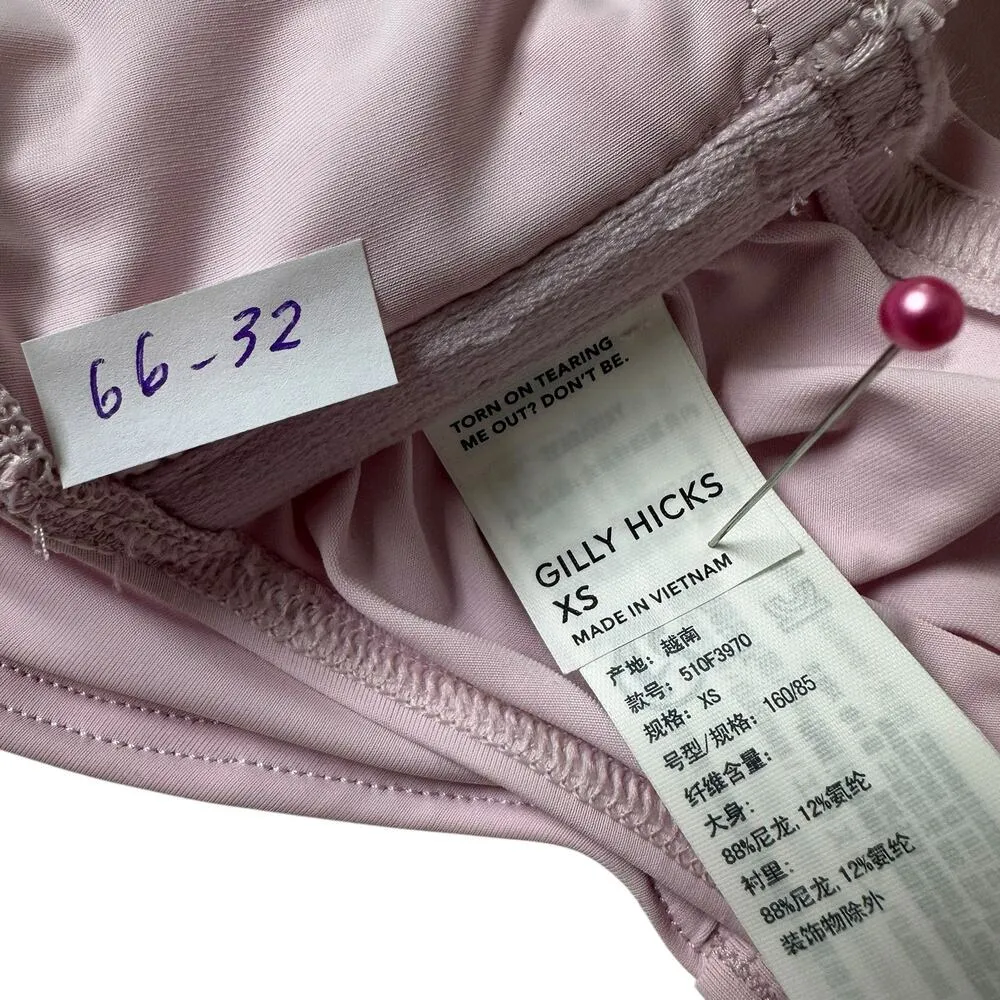 66-32
TORN ON TEARING
ME OUT? DON'T BE.
GILLY HICKS
XS
MADE IN VIETNAM
产地：越南
款号：510F3970
规格：XS
号型/规格：160/85
纤维含量：
大身：
88%尼龙, 12%氨纶
衬里：
88%尼龙, 12%氨纶
装饰物除外